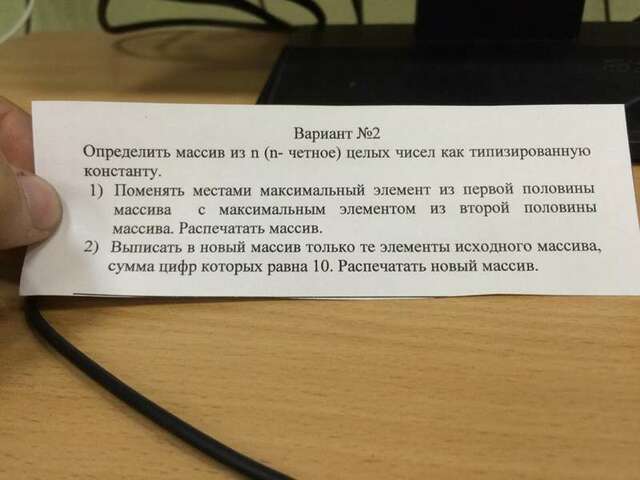 Вариант №2
Определить массив из n (n- четное) целых чисел как типизированную
константу.
1) Поменять местами максимальный элемент из первой половины
массива с максимальным элементом из второй половины
массива. Распечатать массив.
2) Выписать в новый массив только те элементы исходного массива,
сумма цифр которых равна 10. Распечатать новый массив.